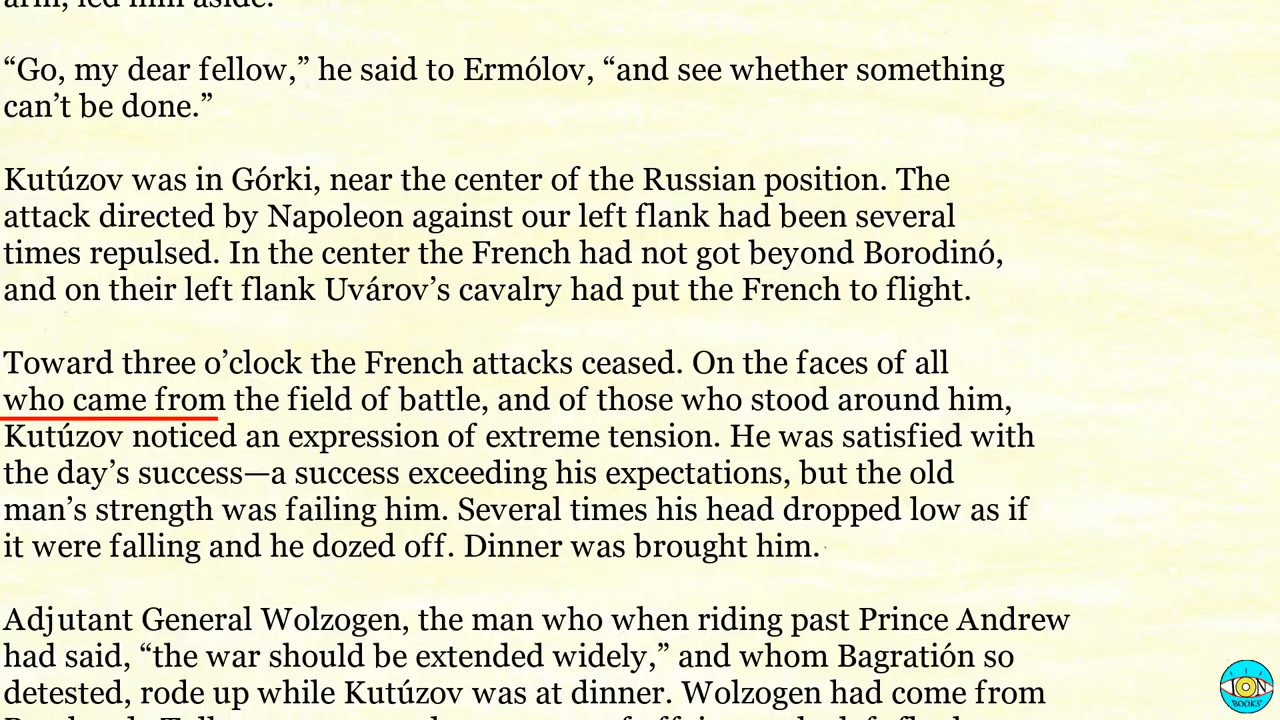 arm, led him aside.
“Go, my dear fellow,” he said to Ermólov, “and see whether something
can’t be done.”
Kutúzov was in Górki, near the center of the Russian position. The
attack directed by Napoleon against our left flank had been several
times repulsed. In the center the French had not got beyond Borodinó,
and on their left flank Uvárov’s cavalry had put the French to flight.
Toward three o’clock the French attacks ceased. On the faces of all
who came from the field of battle, and of those who stood around him,
Kutúzov noticed an expression of extreme tension. He was satisfied with
the day’s success—a success exceeding his expectations, but the old
man’s strength was failing him. Several times his head dropped low as if
it were falling and he dozed off. Dinner was brought him.
Adjutant General Wolzogen, the man who when riding past Prince Andrew
had said, “the war should be extended widely,” and whom Bagratión so
detested, rode up while Kutúzov was at dinner. Wolzogen had come from
ION
BOOKS